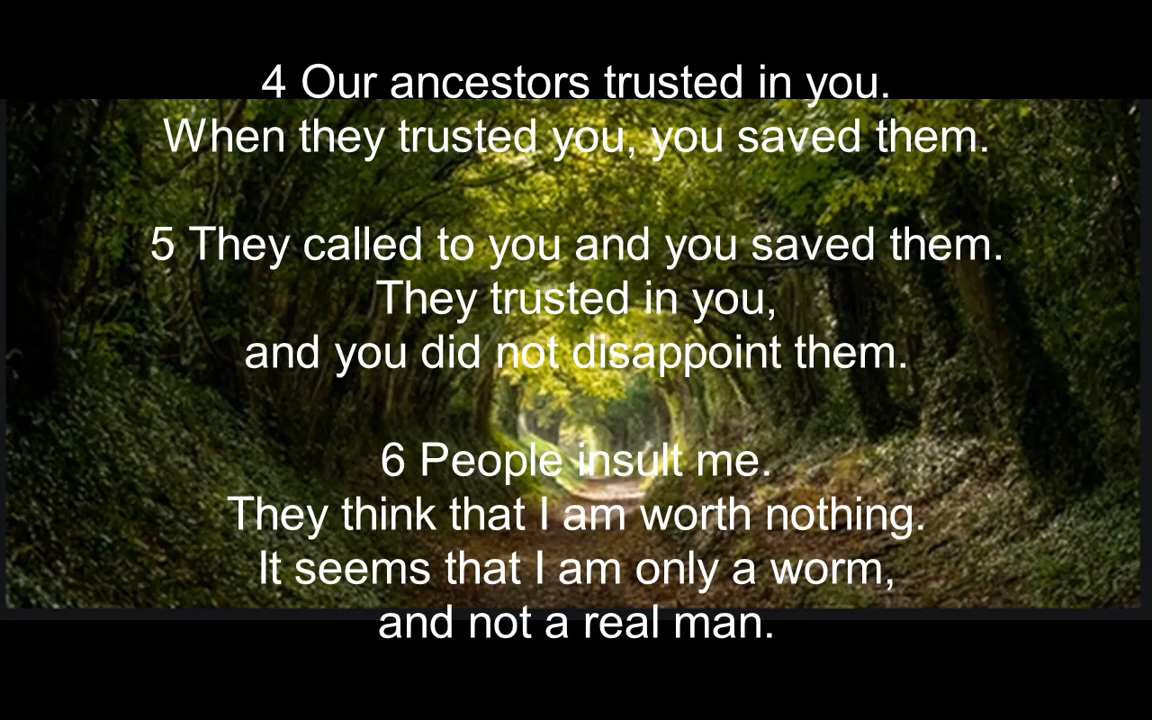 4 Our ancestors trusted in you.
When they trusted you, you saved them.
5 They called to you and you saved them.
They trusted in you,
and you did not disappoint them.
6 People insult me.
They think that I am worth nothing.
It seems that I am only a worm,
and not a real man.